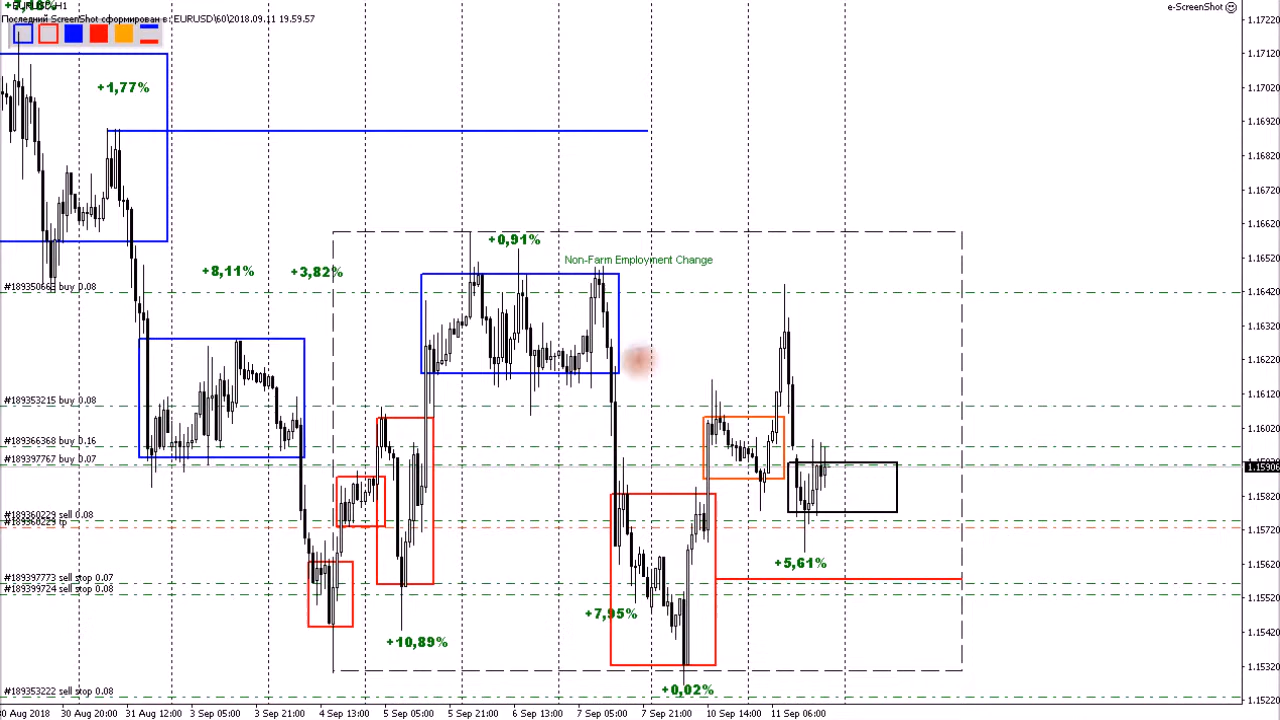 EURUSD,H1
+7,18%
e-ScreenShot
Последний ScreenShot сформирован в: EURUSD\60\2018.09.11 19.59.57
1.17220
1.17120
1.17020
1.16920
1.16820
1.16720
1.16620
1.16520
1.16420
1.16320
1.16220
1.16120
1.16020
1.15920
1.15906
1.15820
1.15720
1.15620
1.15520
1.15420
1.15320
1.15220
+1,77%
+0,91%
Non-Farm Employment Change
+8,11%
+3,82%
#189350663 buy 0.08
#189353215 buy 0.08
#189366368 buy 0.16
#189397767 buy 0.07
#189360229 sell 0.08
#189360229 tp
+5,61%
#189397773 sell stop 0.07
#189399724 sell stop 0.08
+7,95%
+10,89%
+0,02%
#189353222 sell stop 0.08
30 Aug 2018
30 Aug 20:00
31 Aug 12:00
3 Sep 05:00
3 Sep 21:00
4 Sep 13:00
5 Sep 05:00
5 Sep 21:00
6 Sep 13:00
7 Sep 05:00
7 Sep 21:00
10 Sep 14:00
11 Sep 06:00